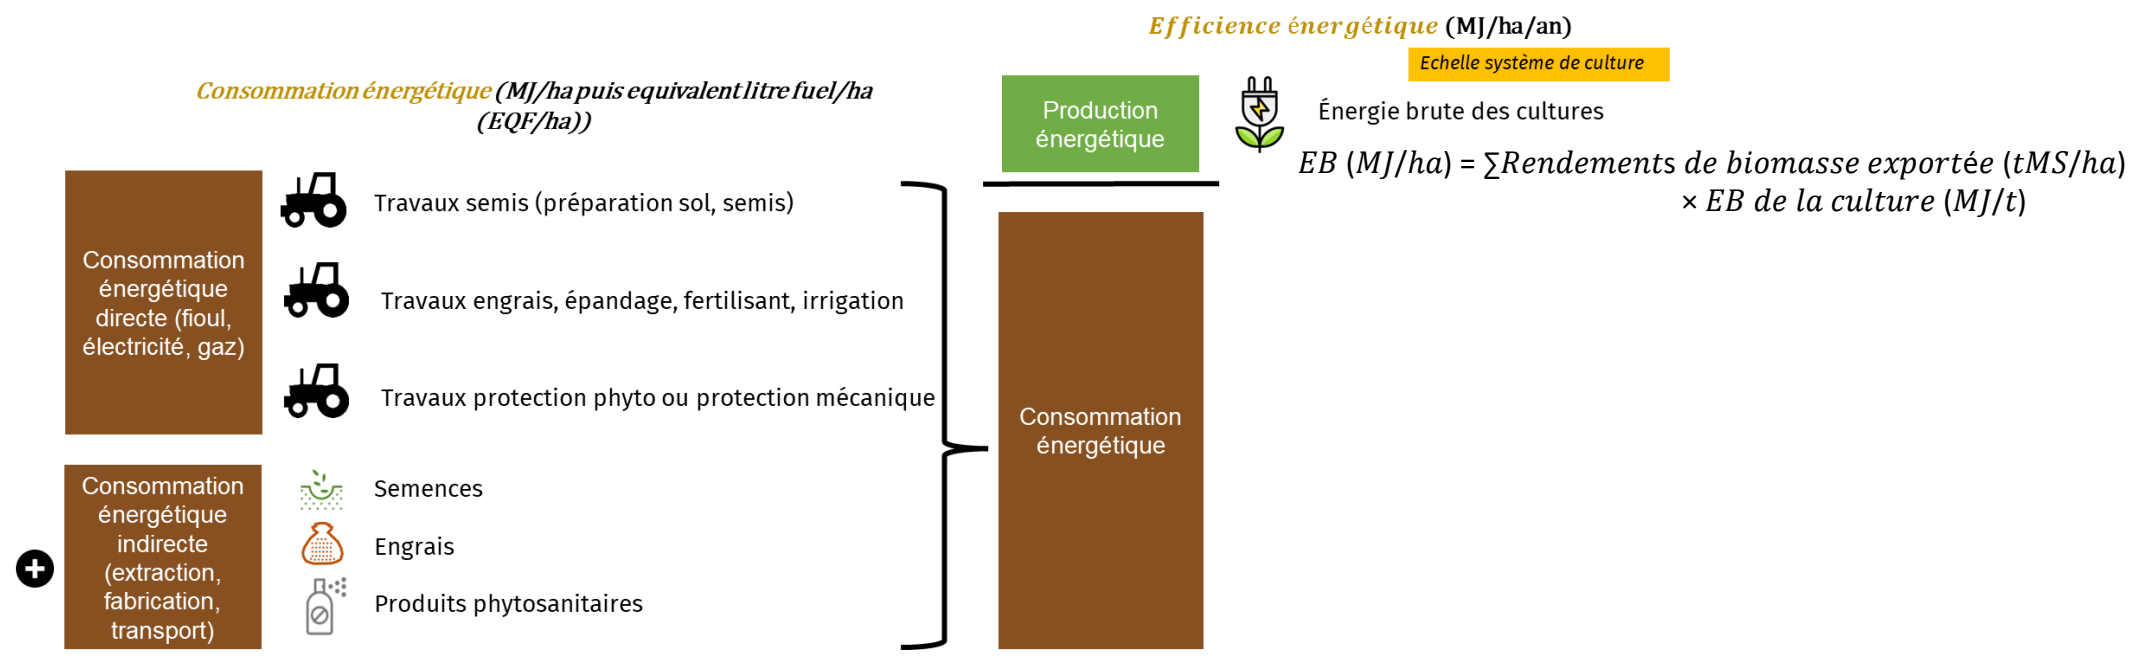 Efficience énergétique (MJ/ha/an)
Echelle système de culture
Consommation énergétique (MJ/ha puis equivalent litre fuel/ha
(EQF/ha))
Production
énergétique
Énergie brute des cultures
EB (MJ/ha) = ∑Rendements de biomasse exportée (tMS/ha)
× EB de la culture (MJ/t)
Consommation
énergétique
directe (fioul,
électricité, gaz)
Travaux semis (préparation sol, semis)
Travaux engrais, épandage, fertilisant, irrigation
Travaux protection phyto ou protection mécanique
Consommation
énergétique
Consommation
énergétique
indirecte
(extraction,
fabrication,
transport)
Semences
Engrais
Produits phytosanitaires